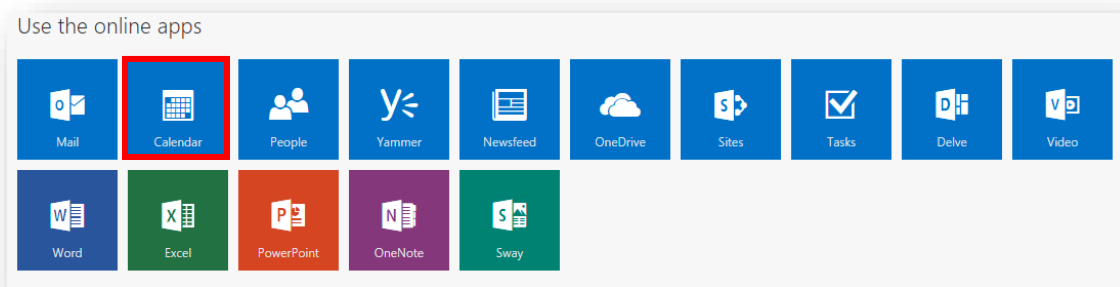 Use the online apps
Mail Calendar People Yammer Newsfeed OneDrive Sites Tasks Delve Video
Word Excel PowerPoint OneNote Sway